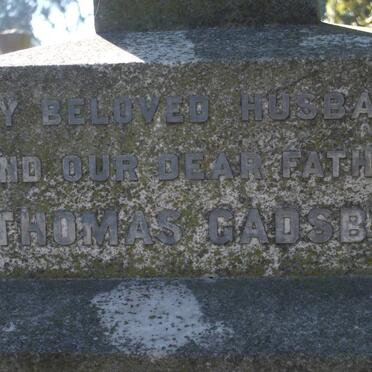 Y BELOVED HUSBA
ND OUR DEAR FATH
THOMAS GADSB